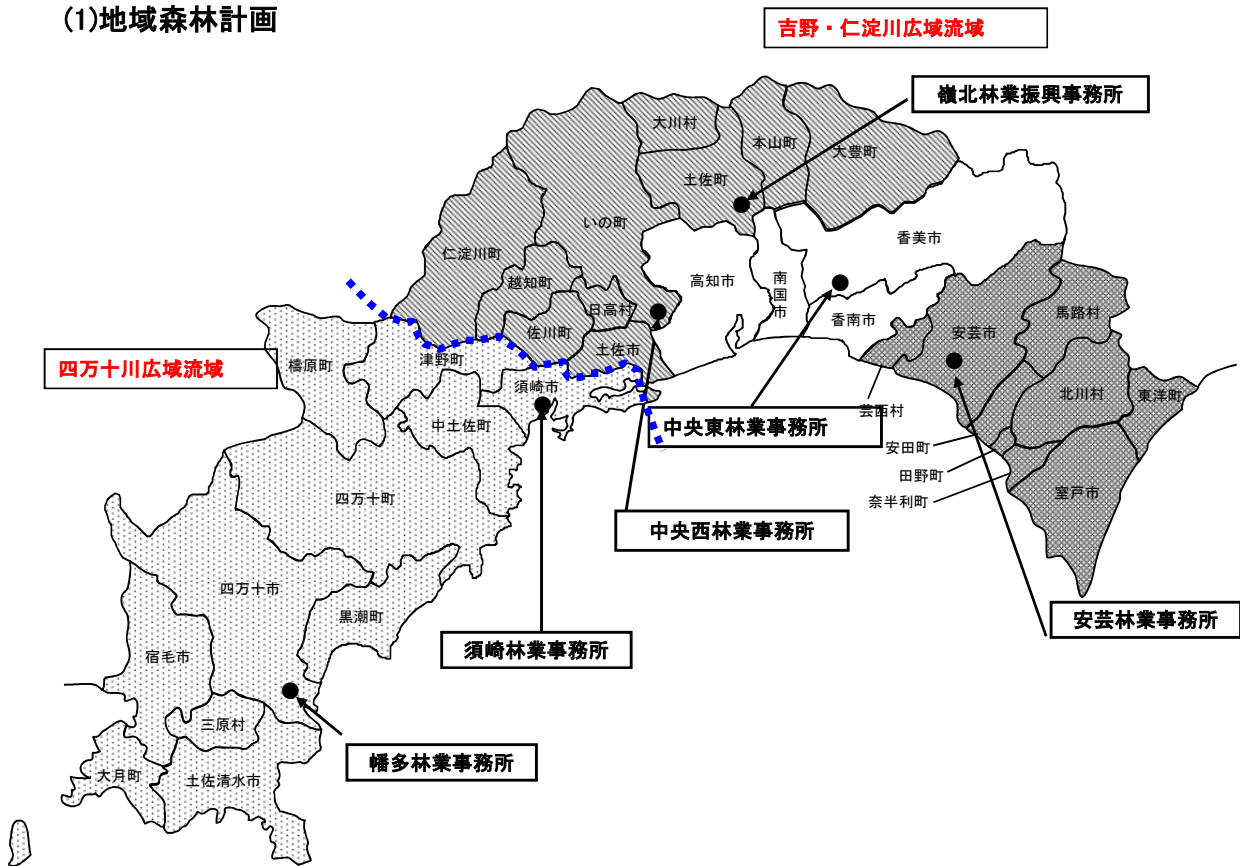 (1)地域森林計画
吉野・仁淀川広域流域
嶺北林業振興事務所
大川村
本山町
大豊町
土佐町
いの町
香美市
仁淀川町
高知市
南国市
越知町
日高村
佐川町
香南市
安芸市
馬路村
土佐市
津野町
檮原町
四万十川広域流域
須崎市
北川村
東洋町
芸西村
中央東林業事務所
中土佐町
安田町
田野町
奈半利町
室戸市
四万十町
中央西林業事務所
四万十市
黒潮町
安芸林業事務所
須崎林業事務所
宿毛市
三原村
幡多林業事務所
大月町
土佐清水市